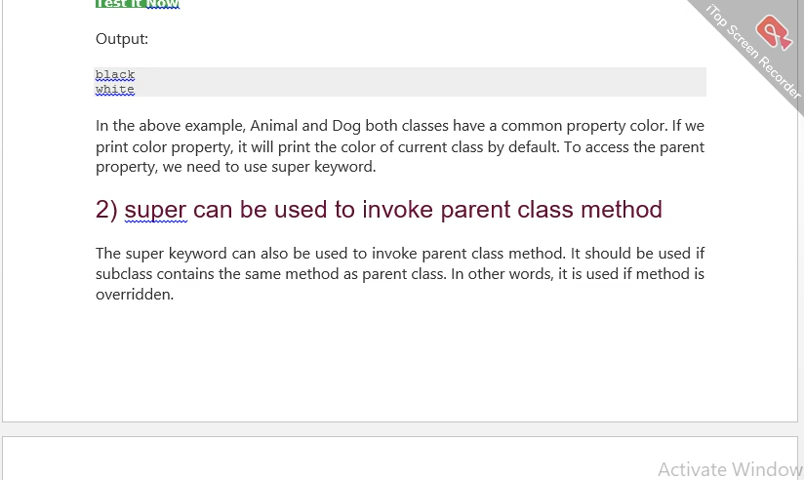 Test it Now
iTop Screen Recorder
Output:
black
white
In the above example, Animal and Dog both classes have a common property color. If we
print color property, it will print the color of current class by default. To access the parent
property, we need to use super keyword.
2) super can be used to invoke parent class method
The super keyword can also be used to invoke parent class method. It should be used if
subclass contains the same method as parent class. In other words, it is used if method is
overridden.
Activate Window